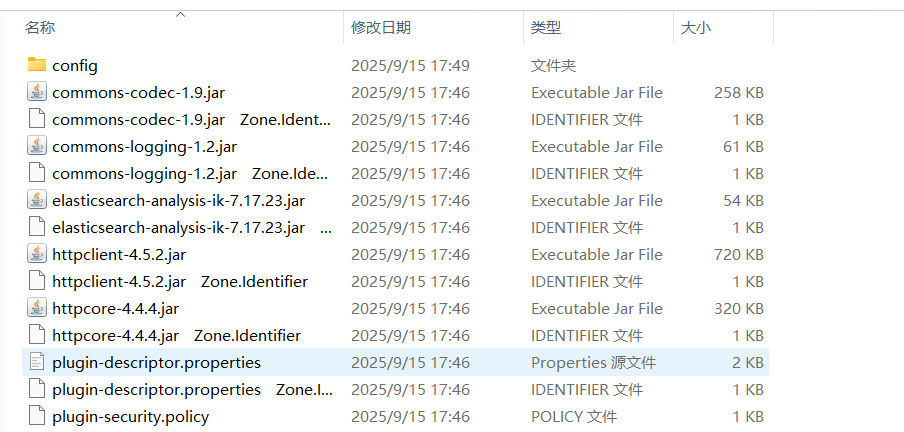 名称 修改日期 类型 大小
config 2025/9/15 17:49 文件夹
commons-codec-1.9.jar 2025/9/15 17:46 Executable Jar File 258 KB
commons-codec-1.9.jar Zone.Ident... 2025/9/15 17:46 IDENTIFIER 文件 1 KB
commons-logging-1.2.jar 2025/9/15 17:46 Executable Jar File 61 KB
commons-logging-1.2.jar Zone.Ide... 2025/9/15 17:46 IDENTIFIER 文件 1 KB
elasticsearch-analysis-ik-7.17.23.jar 2025/9/15 17:46 Executable Jar File 54 KB
elasticsearch-analysis-ik-7.17.23.jar ... 2025/9/15 17:46 IDENTIFIER 文件 1 KB
httpclient-4.5.2.jar 2025/9/15 17:46 Executable Jar File 720 KB
httpclient-4.5.2.jar Zone.Identifier 2025/9/15 17:46 IDENTIFIER 文件 1 KB
httpcore-4.4.4.jar 2025/9/15 17:46 Executable Jar File 320 KB
httpcore-4.4.4.jar Zone.Identifier 2025/9/15 17:46 IDENTIFIER 文件 1 KB
plugin-descriptor.properties 2025/9/15 17:46 Properties 源文件 2 KB
plugin-descriptor.properties Zone.I... 2025/9/15 17:46 IDENTIFIER 文件 1 KB
plugin-security.policy 2025/9/15 17:46 POLICY 文件 1 KB